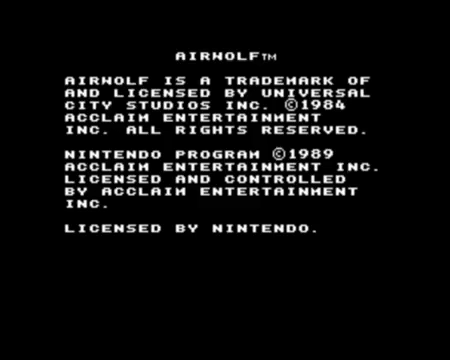 AIRWOLF™
AIRWOLF IS A TRADEMARK OF
AND LICENSED BY UNIVERSAL
CITY STUDIOS INC. ©1984
ACCLAIM ENTERTAINMENT
INC. ALL RIGHTS RESERVED.
NINTENDO PROGRAM ©1989
ACCLAIM ENTERTAINMENT INC.
LICENSED AND CONTROLLED
BY ACCLAIM ENTERTAINMENT
INC.
LICENSED BY NINTENDO.